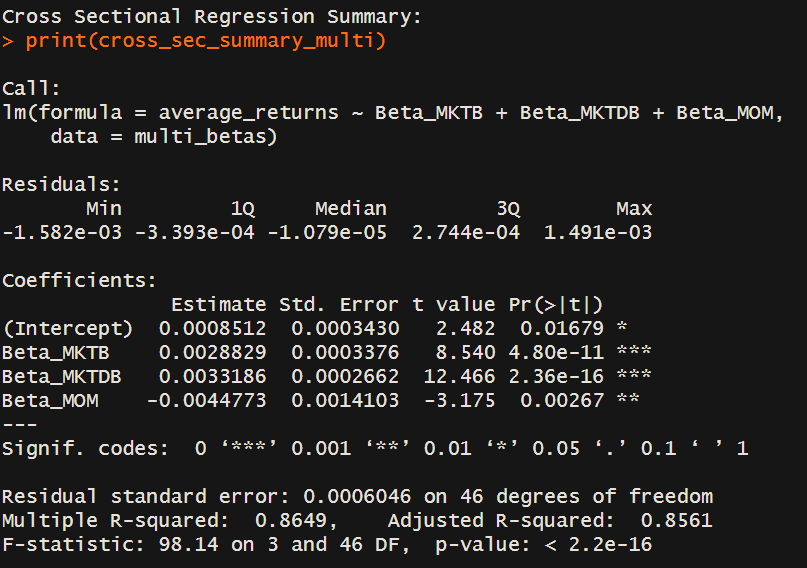 Cross Sectional Regression Summary:
> print(cross_sec_summary_multi)
Call:
lm(formula = average_returns ~ Beta_MKTB + Beta_MKTDB + Beta_MOM,
    data = multi_betas)
Residuals:
       Min         1Q     Median         3Q        Max
-1.582e-03 -3.393e-04 -1.079e-05  2.744e-04  1.491e-03
Coefficients:
              Estimate Std. Error t value Pr(>|t|)
(Intercept)  0.0008512  0.0003430   2.482  0.01679 *
Beta_MKTB    0.0028829  0.0003376   8.540 4.80e-11 ***
Beta_MKTDB   0.0033186  0.0002662  12.466 2.36e-16 ***
Beta_MOM    -0.0044773  0.0014103  -3.175  0.00267 **
---
Signif. codes:  0 ‘***’ 0.001 ‘**’ 0.01 ‘*’ 0.05 ‘.’ 0.1 ‘ ’ 1
Residual standard error: 0.0006046 on 46 degrees of freedom
Multiple R-squared:  0.8649,    Adjusted R-squared:  0.8561
F-statistic: 98.14 on 3 and 46 DF,  p-value: < 2.2e-16